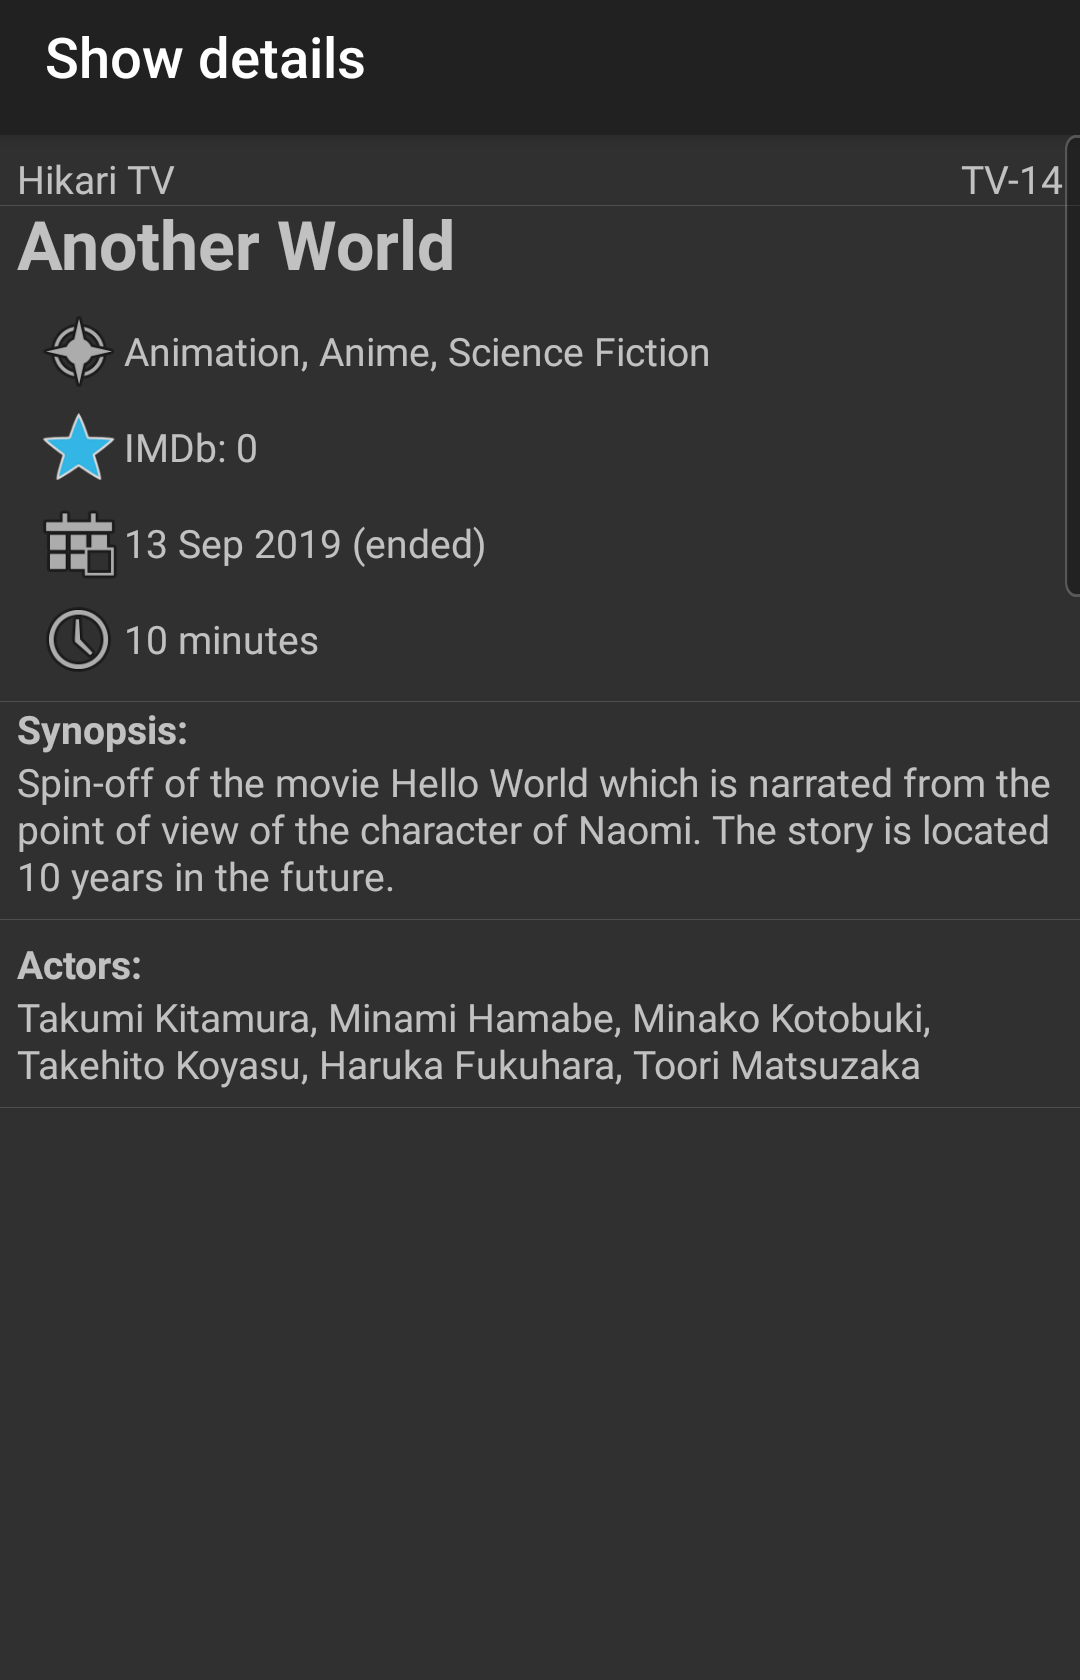 Show details
Hikari TV
TV-14
Another World
Animation, Anime, Science Fiction
IMDb: 0
13 Sep 2019 (ended)
10 minutes
Synopsis:
Spin-off of the movie Hello World which is narrated from the
point of view of the character of Naomi. The story is located
10 years in the future.
Actors:
Takumi Kitamura, Minami Hamabe, Minako Kotobuki,
Takehito Koyasu, Haruka Fukuhara, Toori Matsuzaka